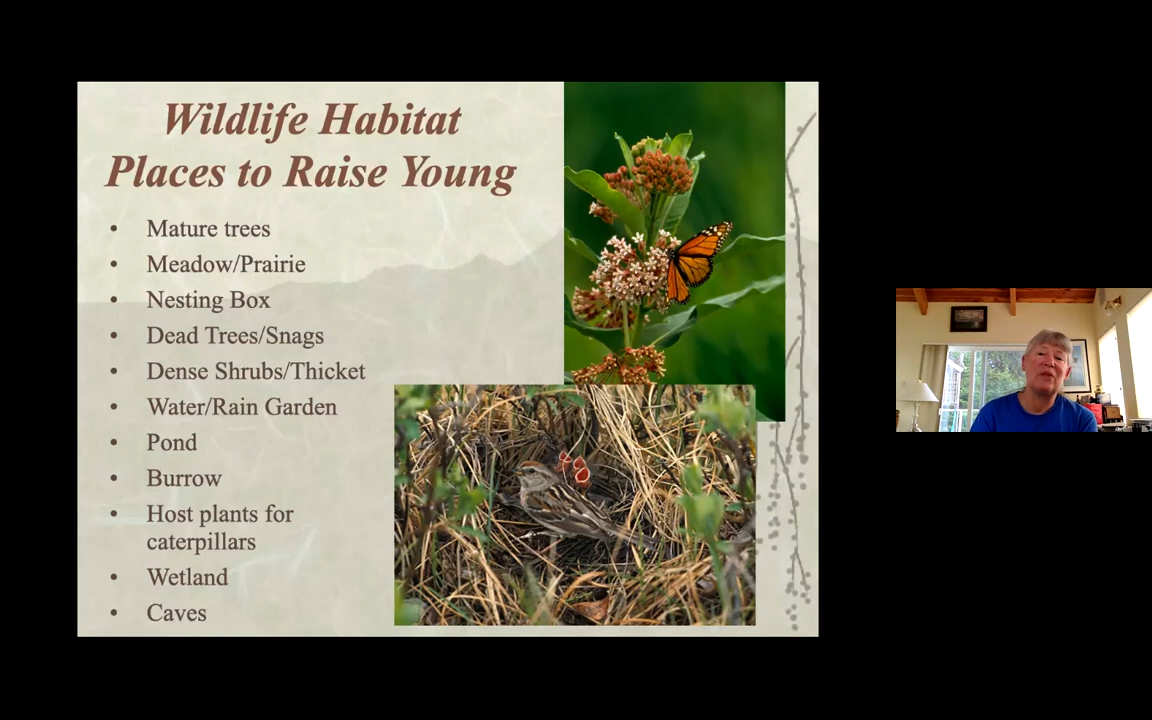 Wildlife Habitat
Places to Raise Young
• Mature trees
• Meadow/Prairie
• Nesting Box
• Dead Trees/Snags
• Dense Shrubs/Thicket
• Water/Rain Garden
• Pond
• Burrow
• Host plants for
caterpillars
• Wetland
• Caves